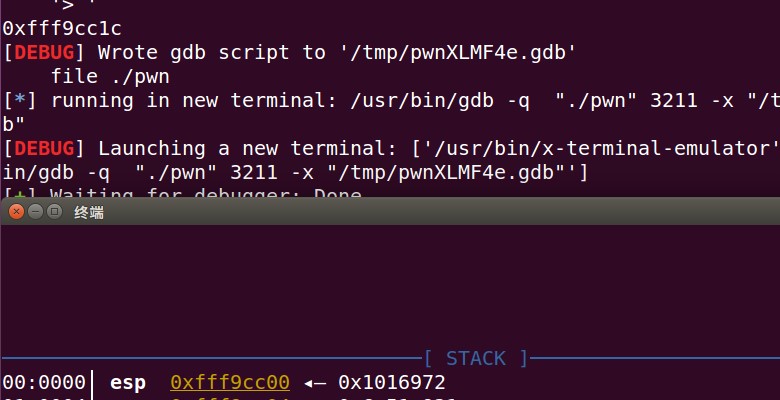 '> '
0xfff9cc1c
[DEBUG] Wrote gdb script to '/tmp/pwnXLMF4e.gdb'
file ./pwn
[*] running in new terminal: /usr/bin/gdb -q  "./pwn" 3211 -x "/t
b"
[DEBUG] Launching a new terminal: ['/usr/bin/x-terminal-emulator'
in/gdb -q  "./pwn" 3211 -x "/tmp/pwnXLMF4e.gdb"']
[+] Waiting for debugger: Done
终端
[ STACK ]
00:0000│ esp  0xfff9cc00 ◂— 0x1016972